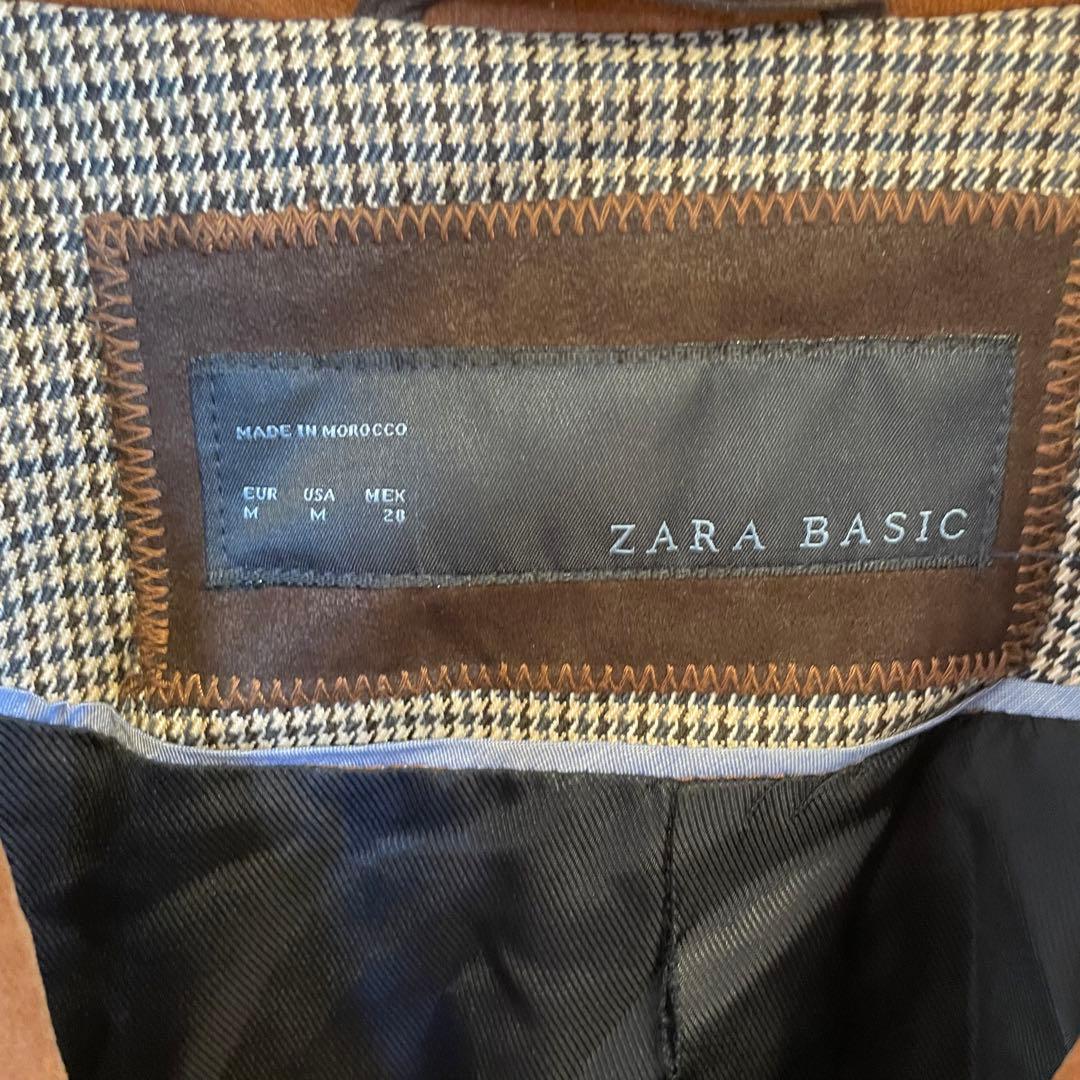 MADE IN MOROCCO
EUR USA MEX
M M 28
ZARA BASIC